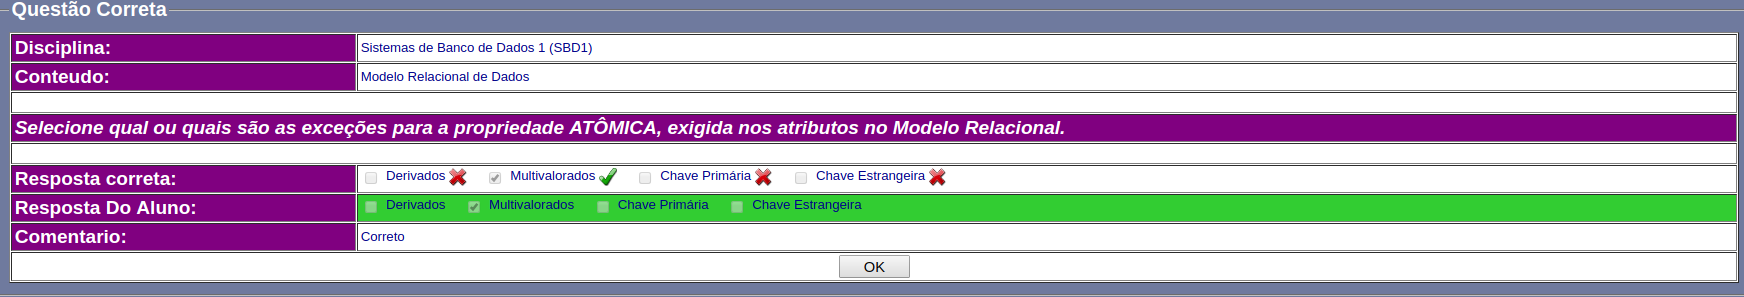 Questão Correta
Disciplina: Sistemas de Banco de Dados 1 (SBD1)
Conteudo: Modelo Relacional de Dados
Selecione qual ou quais são as exceções para a propriedade ATÔMICA, exigida nos atributos no Modelo Relacional.
Resposta correta: Derivados Multivalorados Chave Primária Chave Estrangeira
Resposta Do Aluno: Derivados Multivalorados Chave Primária Chave Estrangeira
Comentario: Correto
OK